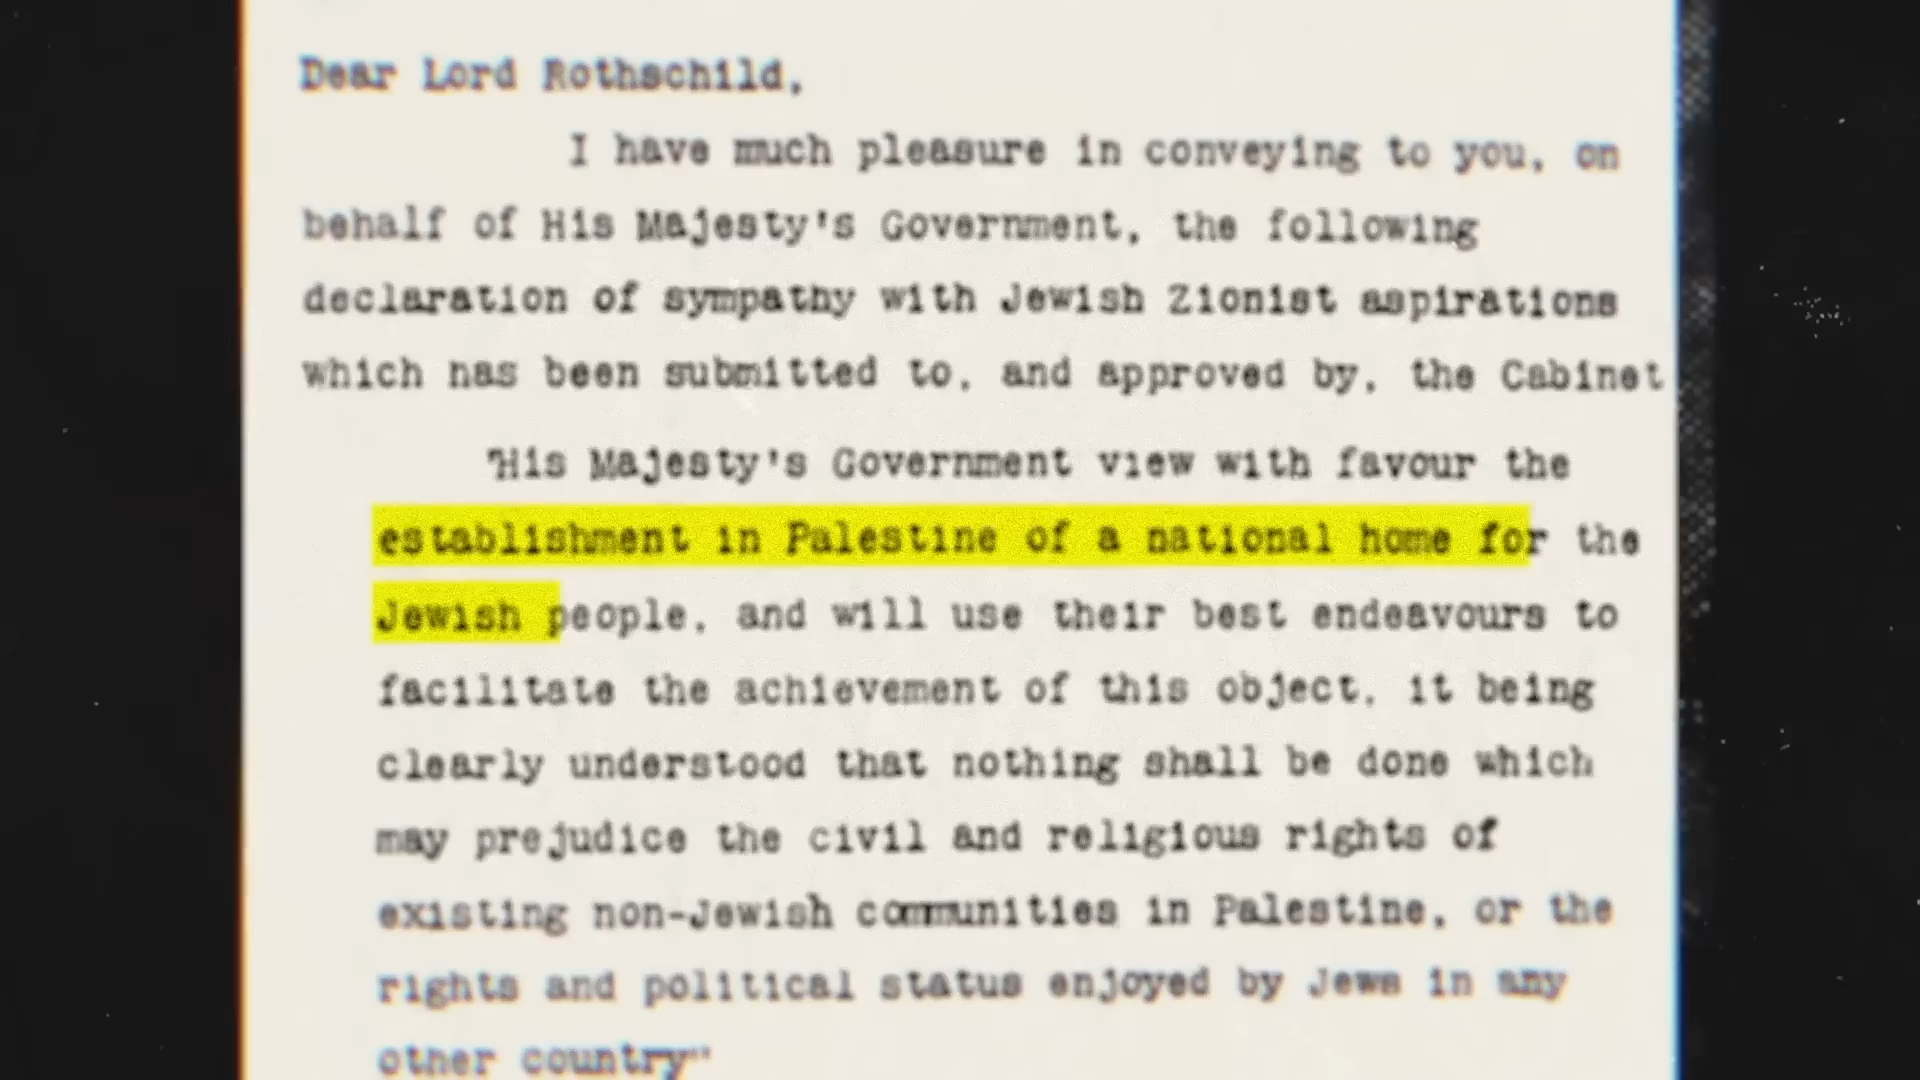 Dear Lord Rothschild,
I have much pleasure in conveying to you, on
behalf of His Majesty's Government, the following
declaration of sympathy with Jewish Zionist aspirations
which has been submitted to, and approved by, the Cabinet
"His Majesty's Government view with favour the
establishment in Palestine of a national home for the
Jewish people, and will use their best endeavours to
facilitate the achievement of this object, it being
clearly understood that nothing shall be done which
may prejudice the civil and religious rights of
existing non-Jewish communities in Palestine, or the
rights and political status enjoyed by Jews in any
other country"